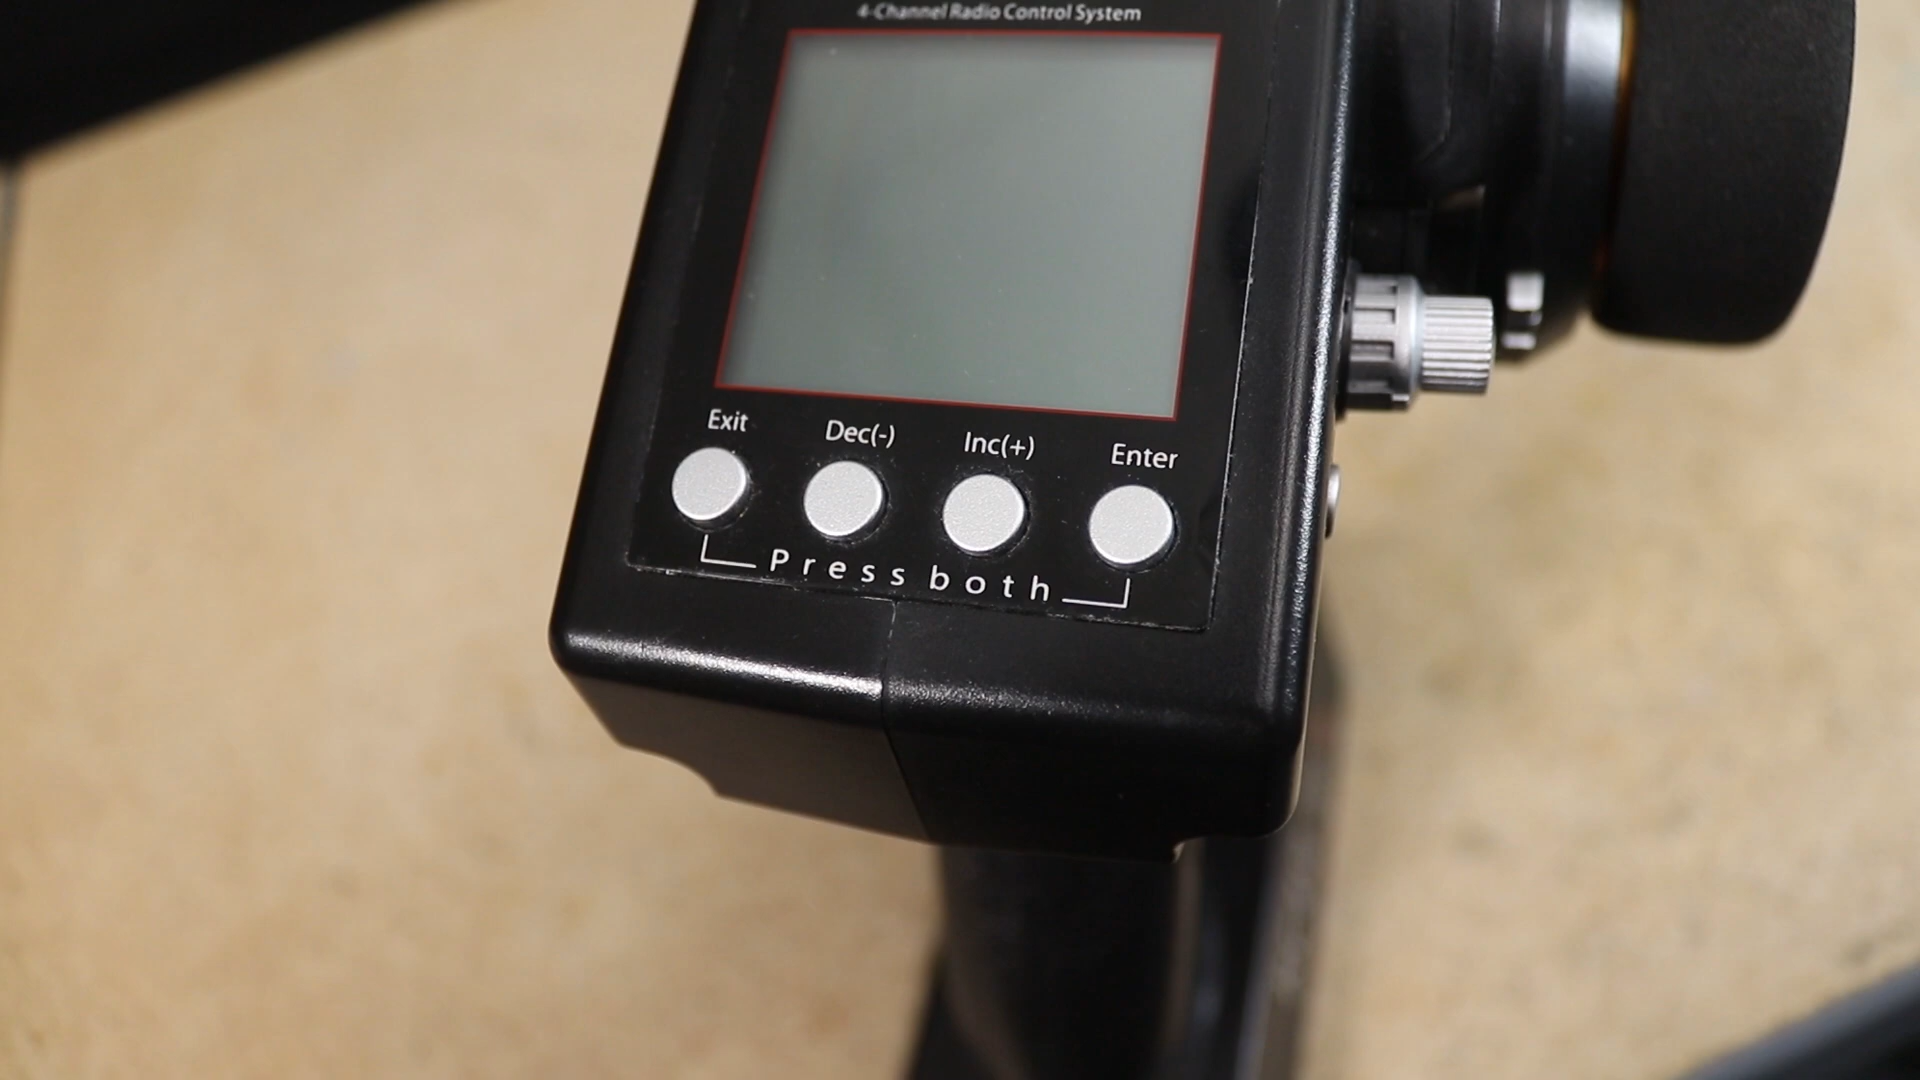 4-Channel Radio Control System
Exit Dec(-) Inc(+) Enter
Press both